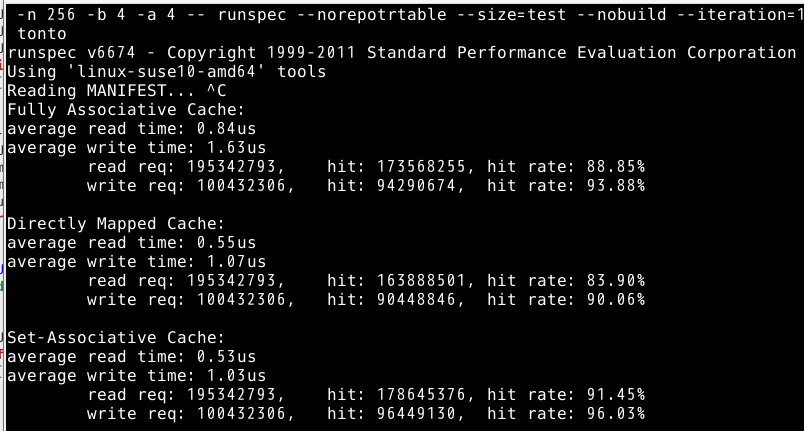 -n 256 -b 4 -a 4 -- runspec --norepotrtable --size=test --nobuild --iteration=1
tonto
runspec v6674 - Copyright 1999-2011 Standard Performance Evaluation Corporation
Using 'linux-suse10-amd64' tools
Reading MANIFEST... ^C
Fully Associative Cache:
average read time: 0.84us
average write time: 1.63us
read req: 195342793, hit: 173568255, hit rate: 88.85%
write req: 100432306, hit: 94290674, hit rate: 93.88%
Directly Mapped Cache:
average read time: 0.55us
average write time: 1.07us
read req: 195342793, hit: 163888501, hit rate: 83.90%
write req: 100432306, hit: 90448846, hit rate: 90.06%
Set-Associative Cache:
average read time: 0.53us
average write time: 1.03us
read req: 195342793, hit: 178645376, hit rate: 91.45%
write req: 100432306, hit: 96449130, hit rate: 96.03%